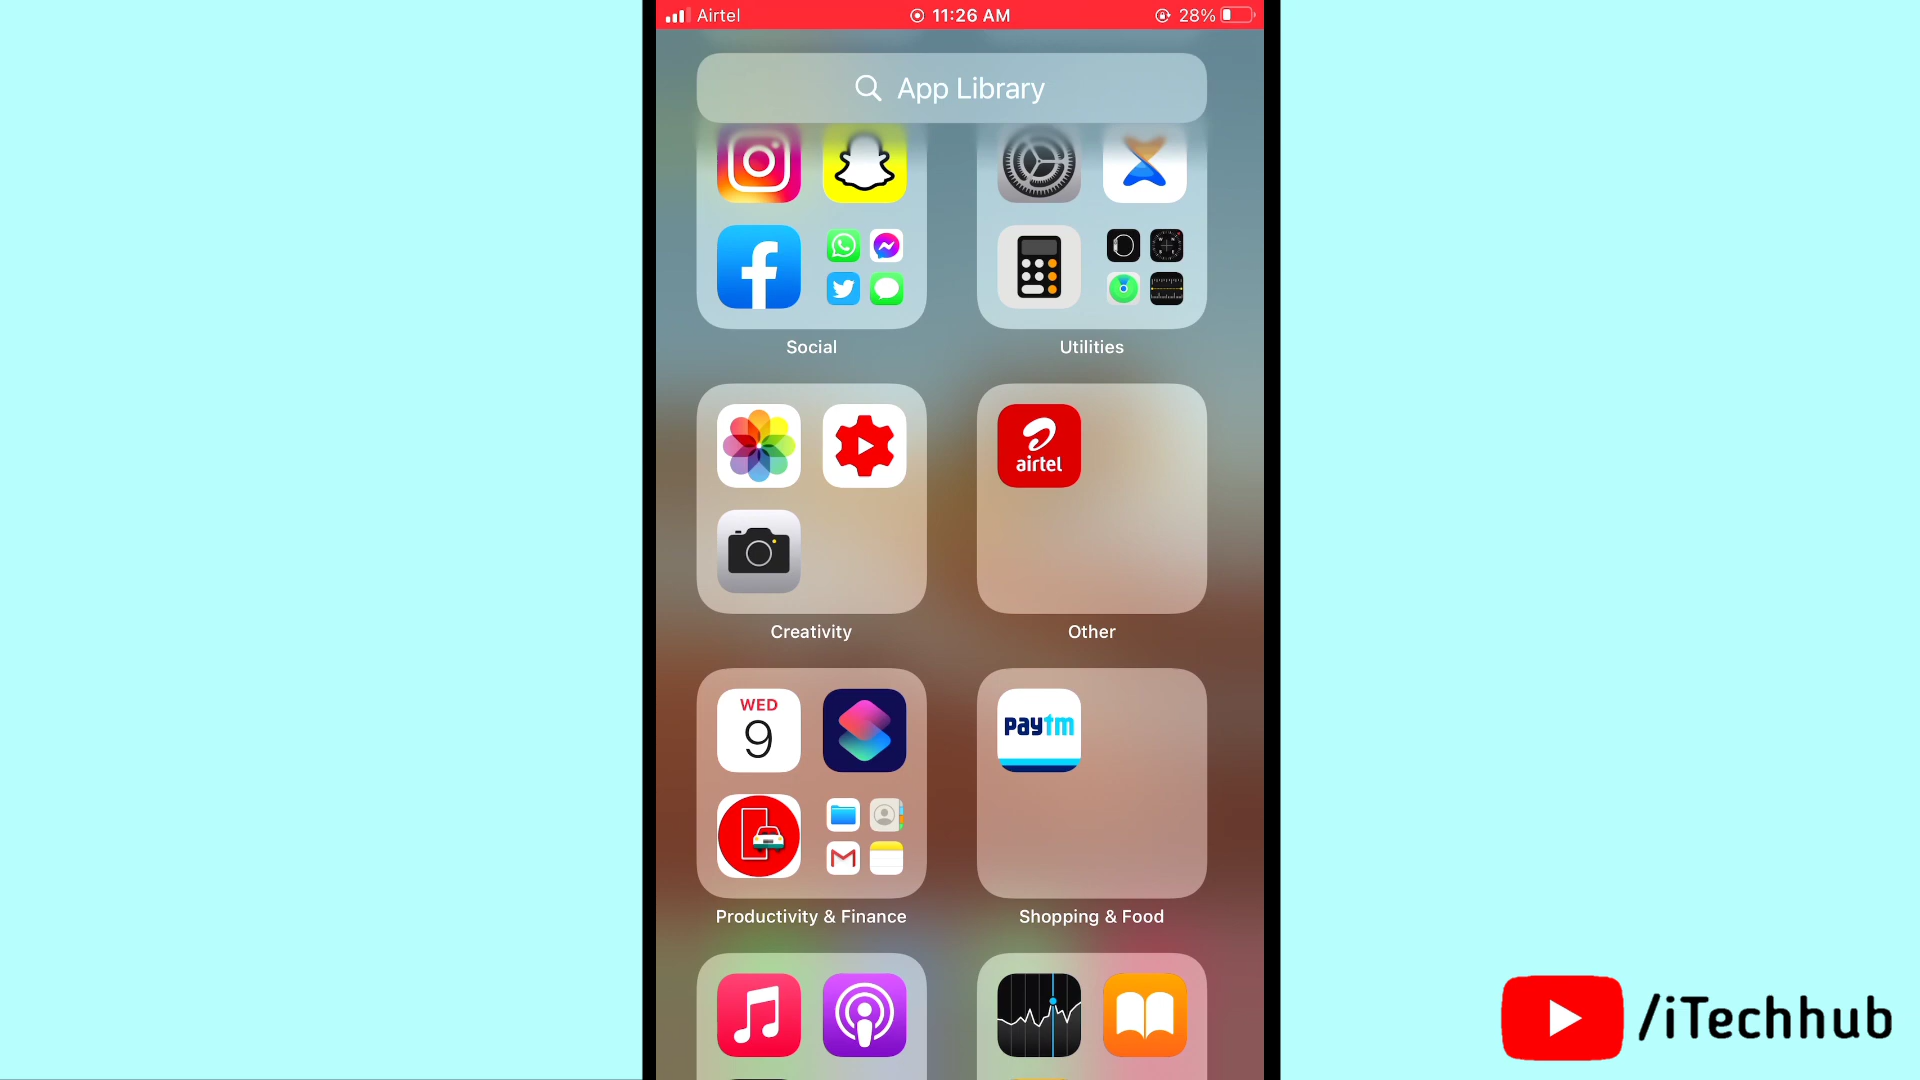 Airtel 11:26 AM 28%
App Library
Social Utilities
airtel
Creativity Other
WED
9
paytm
Productivity & Finance Shopping & Food
/iTechhub